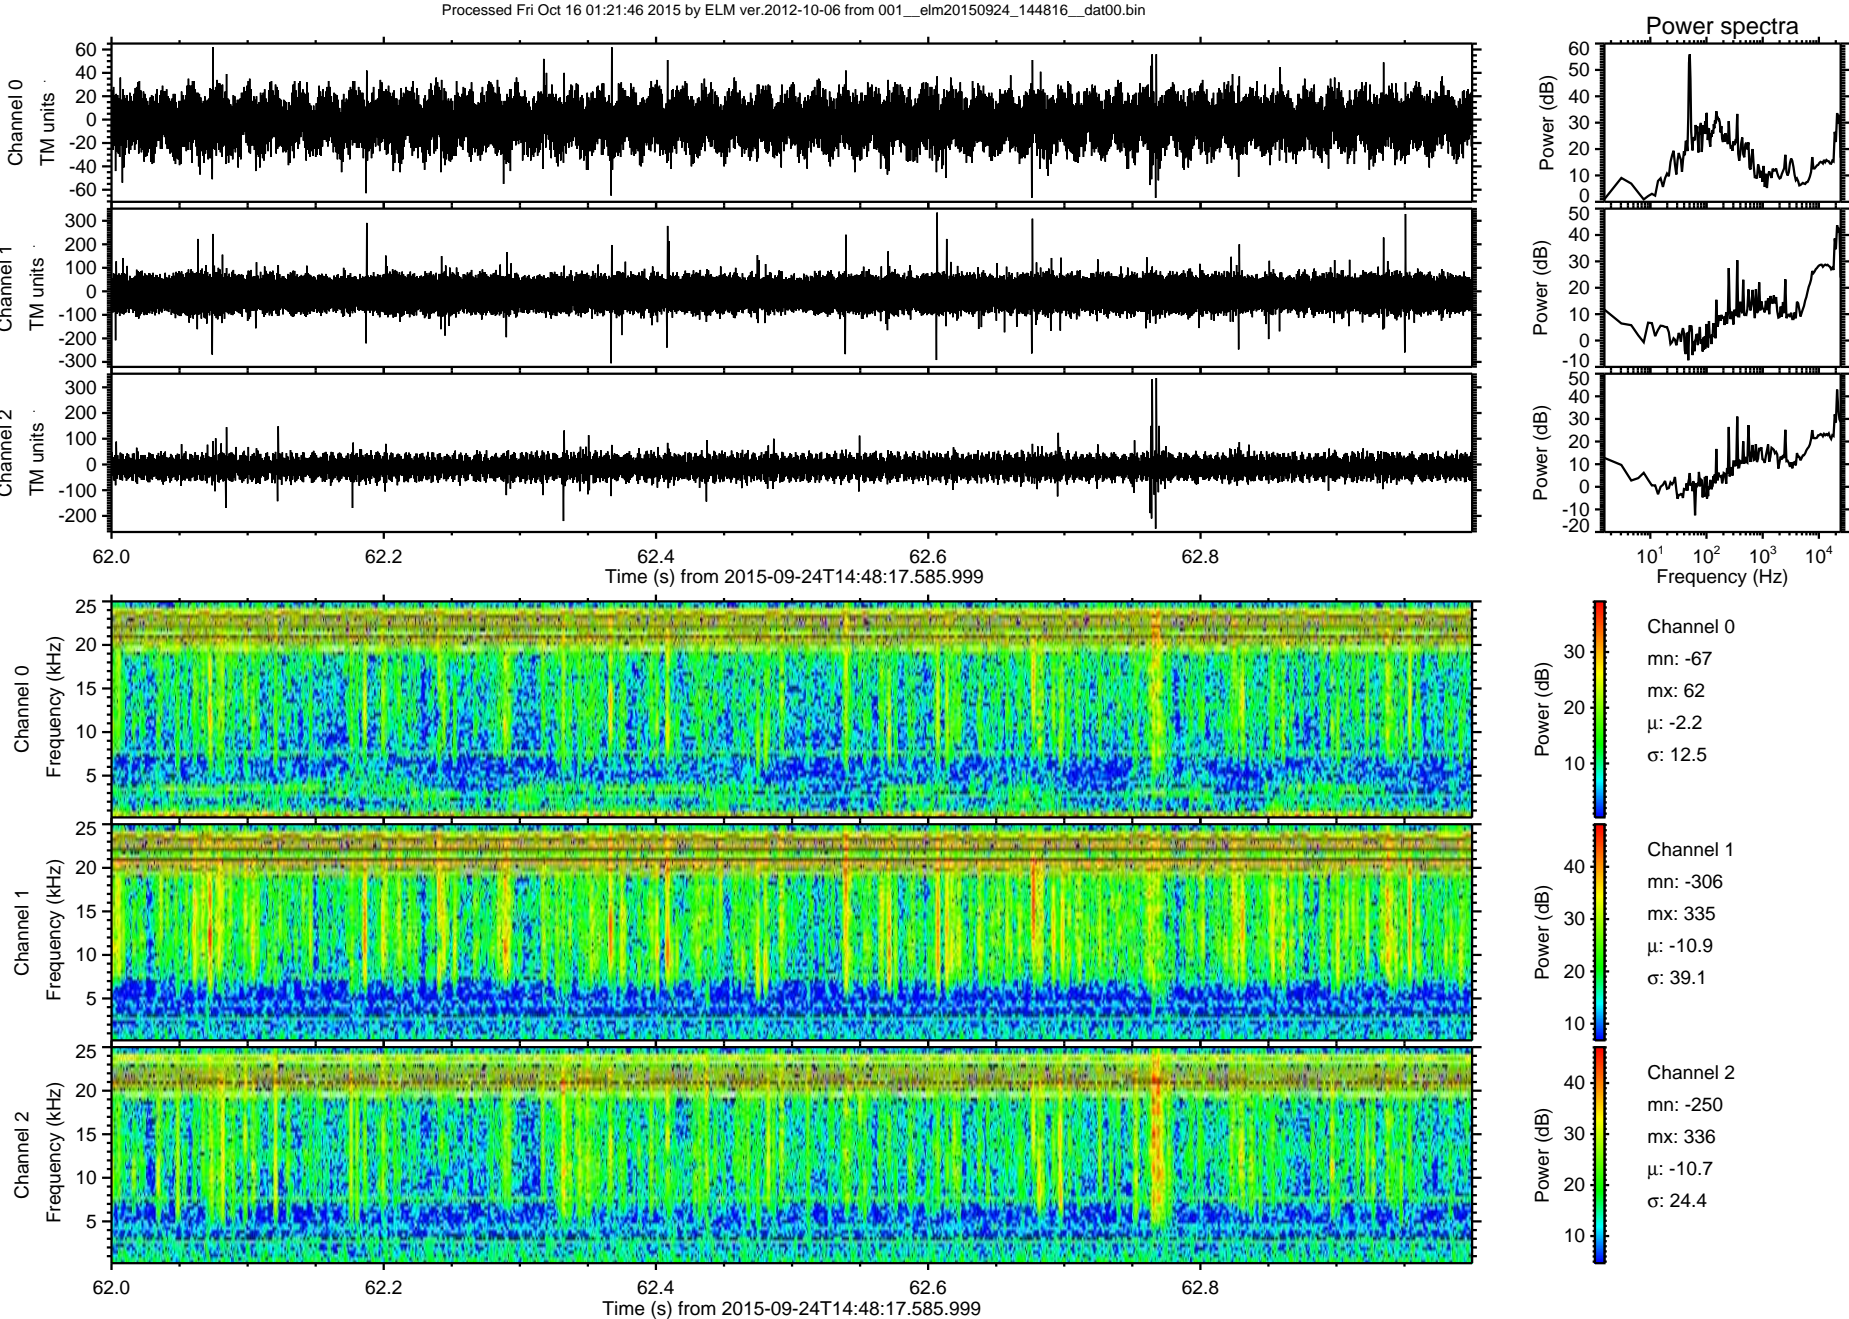 Processed Fri Oct 16 01:21:46 2015 by ELM ver.2012-10-06 from 001__elm20150924_144816__dat00.bin
Power spectra
Channel 0
TM units
60
40
20
0
-20
-40
-60
Power (dB)
60
50
40
30
20
10
0
Channel 1
TM units
300
200
100
0
-100
-200
-300
Power (dB)
50
40
30
20
10
0
-10
Channel 2
TM units
300
200
100
0
-100
-200
Power (dB)
50
40
30
20
10
0
-10
-20
62.0 62.2 62.4 62.6 62.8
Time (s) from 2015-09-24T14:48:17.585.999
10¹ 10² 10³ 10⁴
Frequency (Hz)
Channel 0
Frequency (kHz)
25
20
15
10
5
Power (dB)
30
20
10
Channel 0
mn: -67
mx: 62
μ: -2.2
σ: 12.5
Channel 1
Frequency (kHz)
25
20
15
10
5
Power (dB)
40
30
20
10
Channel 1
mn: -306
mx: 335
μ: -10.9
σ: 39.1
Channel 2
Frequency (kHz)
25
20
15
10
5
Power (dB)
40
30
20
10
Channel 2
mn: -250
mx: 336
μ: -10.7
σ: 24.4
62.0 62.2 62.4 62.6 62.8
Time (s) from 2015-09-24T14:48:17.585.999